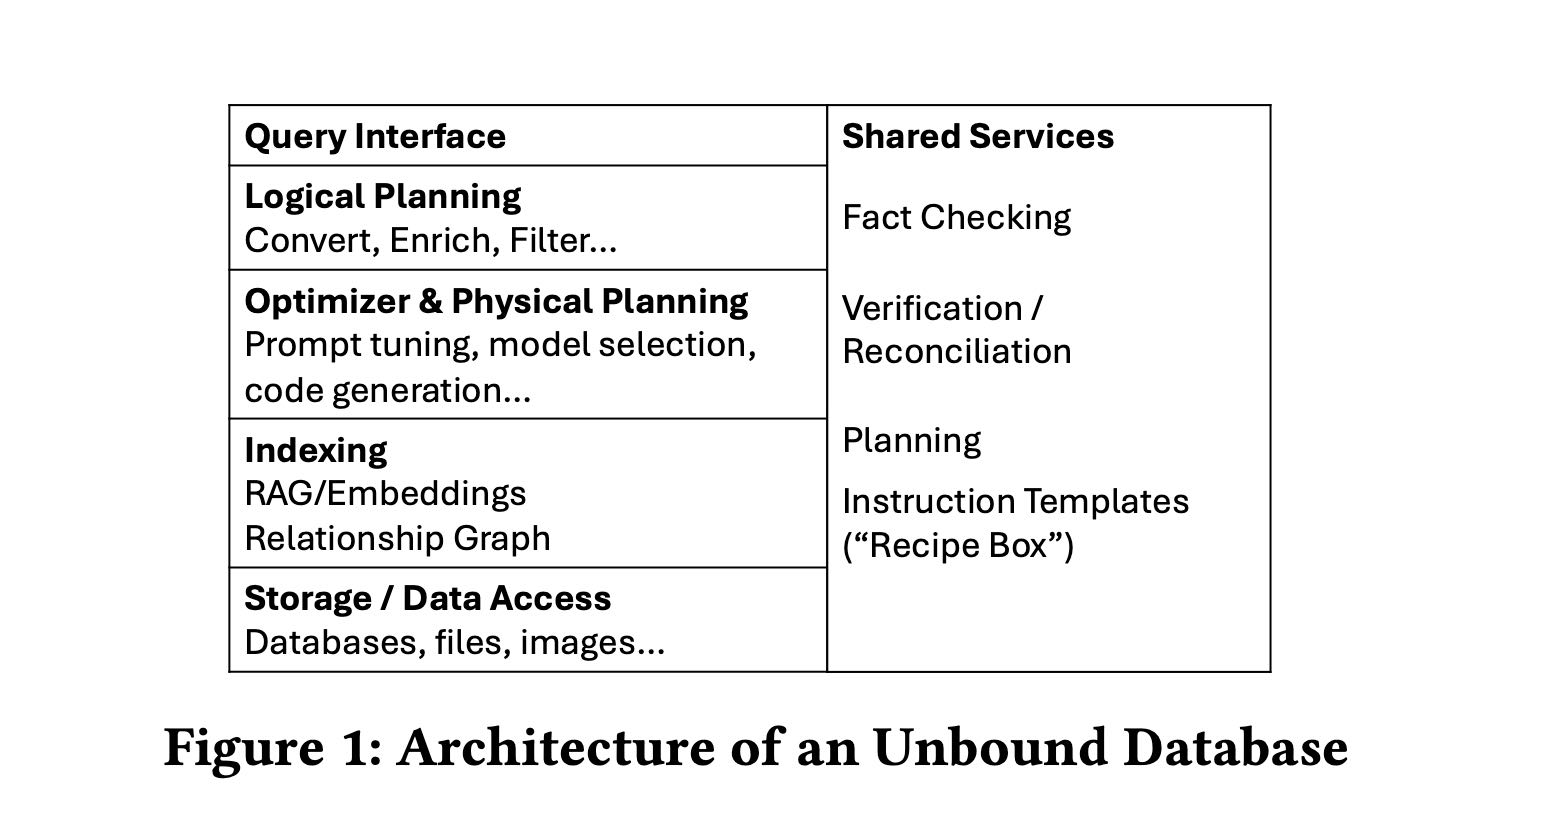 Query Interface
Logical Planning
Convert, Enrich, Filter...
Optimizer & Physical Planning
Prompt tuning, model selection,
code generation...
Indexing
RAG/Embeddings
Relationship Graph
Storage / Data Access
Databases, files, images...
Shared Services
Fact Checking
Verification /
Reconciliation
Planning
Instruction Templates
(“Recipe Box”)
Figure 1: Architecture of an Unbound Database